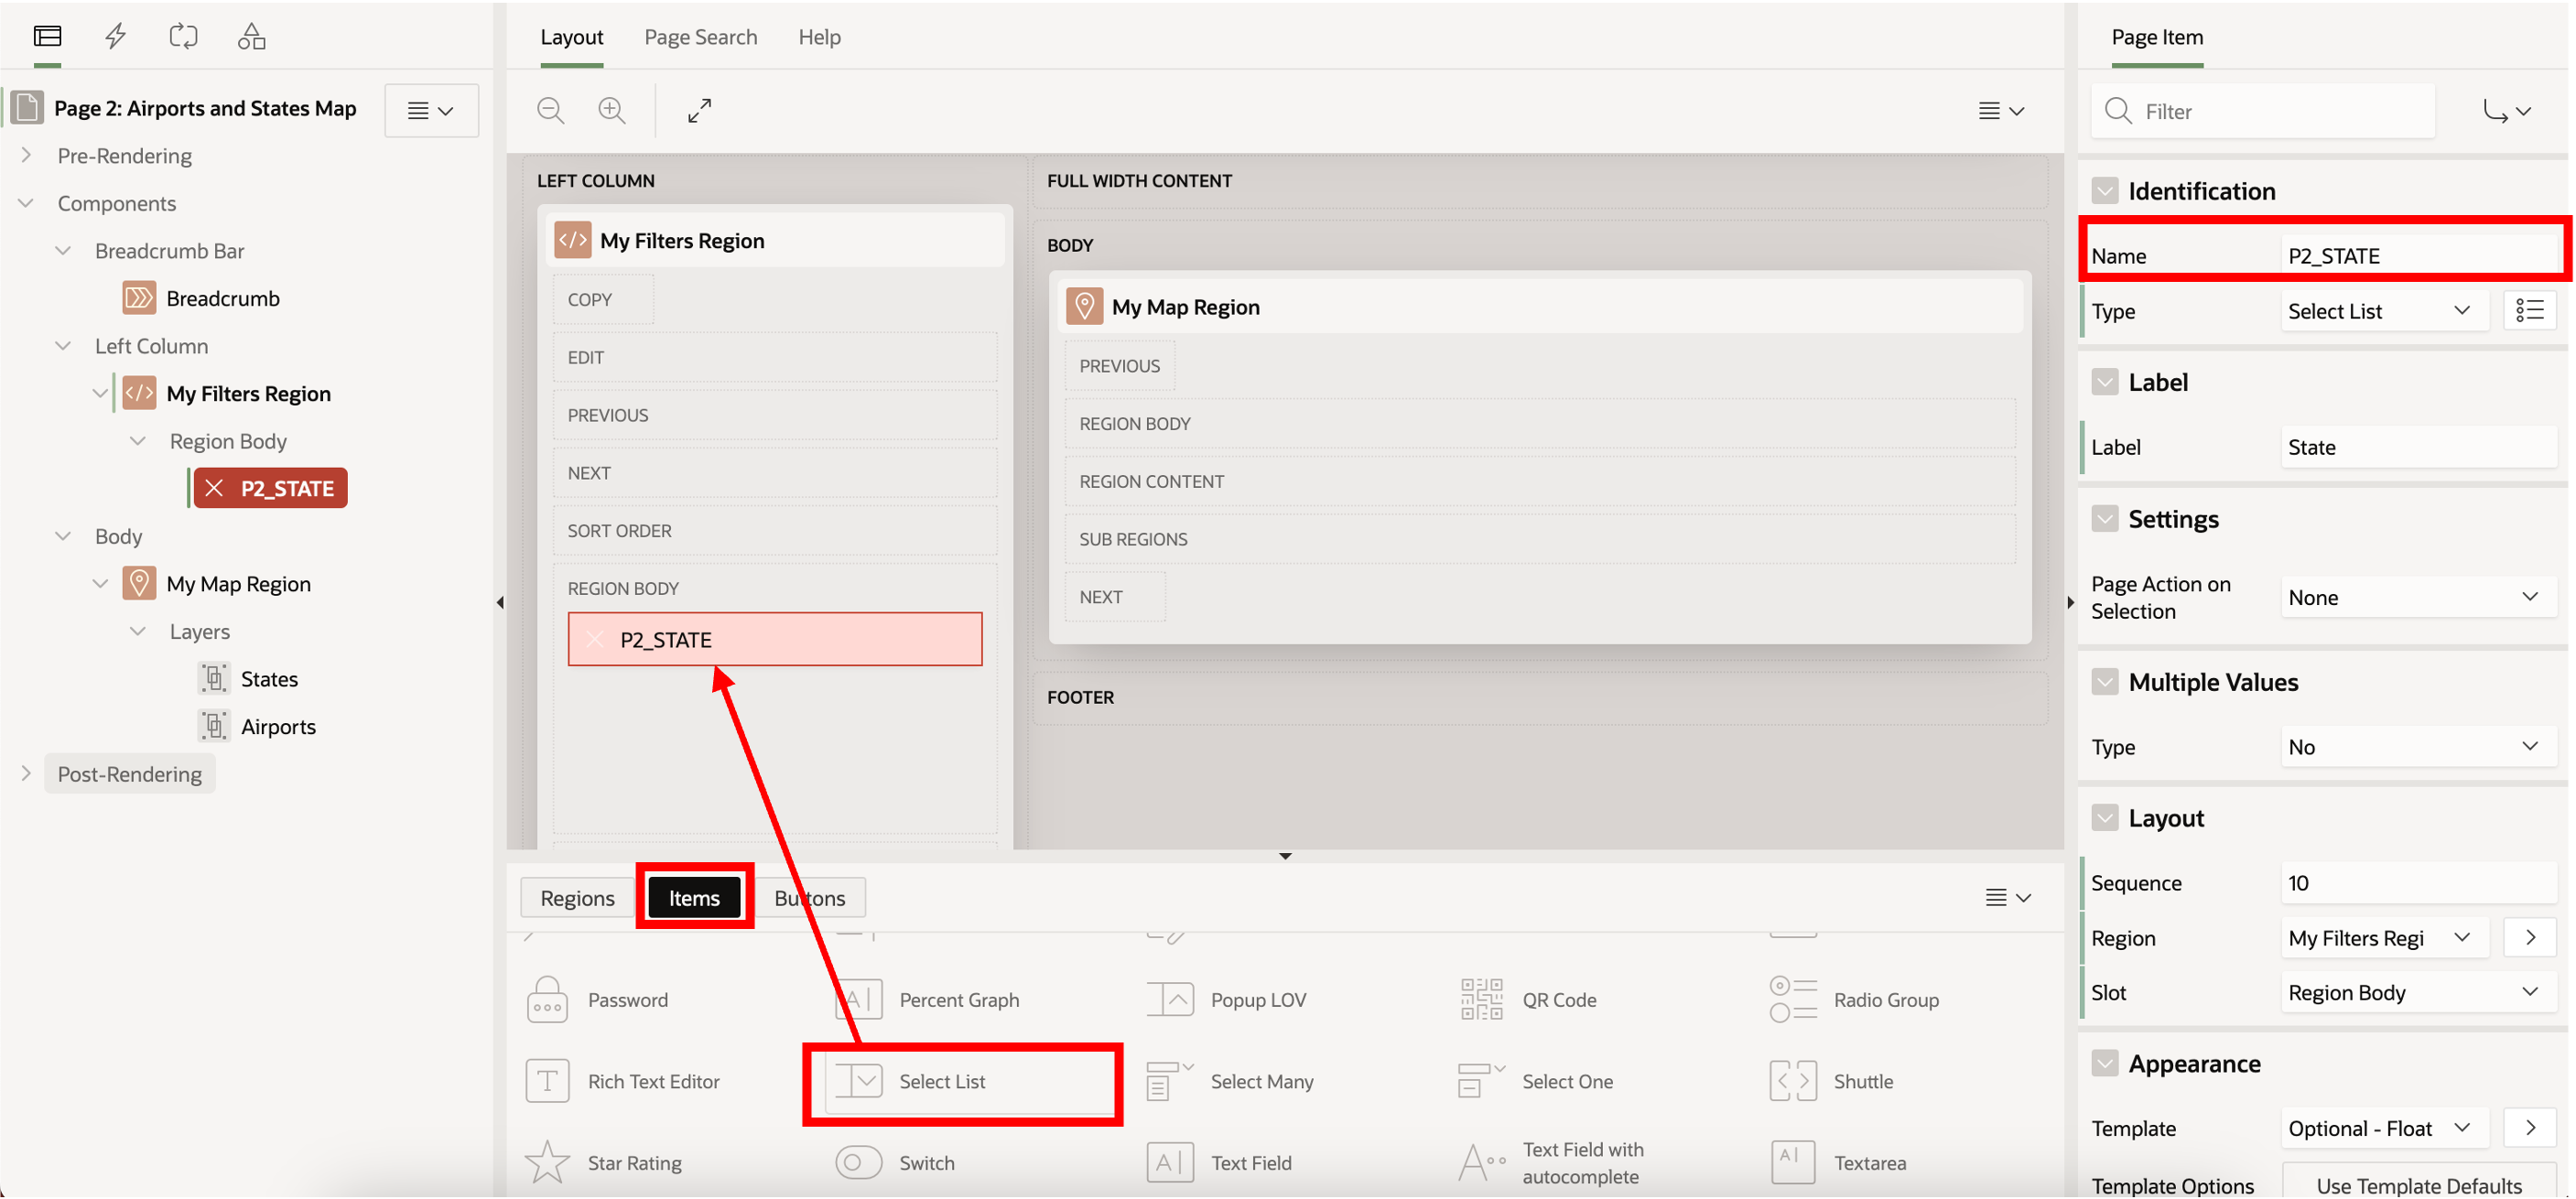 Layout
Page Search
Help
Page Item
Page 2: Airports and States Map
Pre-Rendering
Components
Breadcrumb Bar
Breadcrumb
Left Column
My Filters Region
Region Body
P2_STATE
Body
My Map Region
Layers
States
Airports
Post-Rendering
LEFT COLUMN
My Filters Region
COPY
EDIT
PREVIOUS
NEXT
SORT ORDER
REGION BODY
P2_STATE
FULL WIDTH CONTENT
BODY
My Map Region
PREVIOUS
REGION BODY
REGION CONTENT
SUB REGIONS
NEXT
FOOTER
Regions
Items
Buttons
Password
Percent Graph
Popup LOV
QR Code
Radio Group
Rich Text Editor
Select List
Select Many
Select One
Shuttle
Star Rating
Switch
Text Field
Text Field with
autocomplete
Textarea
Filter
Identification
Name P2_STATE
Type Select List
Label
Label State
Settings
Page Action on
Selection
None
Multiple Values
Type No
Layout
Sequence 10
Region My Filters Regi
Slot Region Body
Appearance
Template Optional - Float
Template Options Use Template Defaults